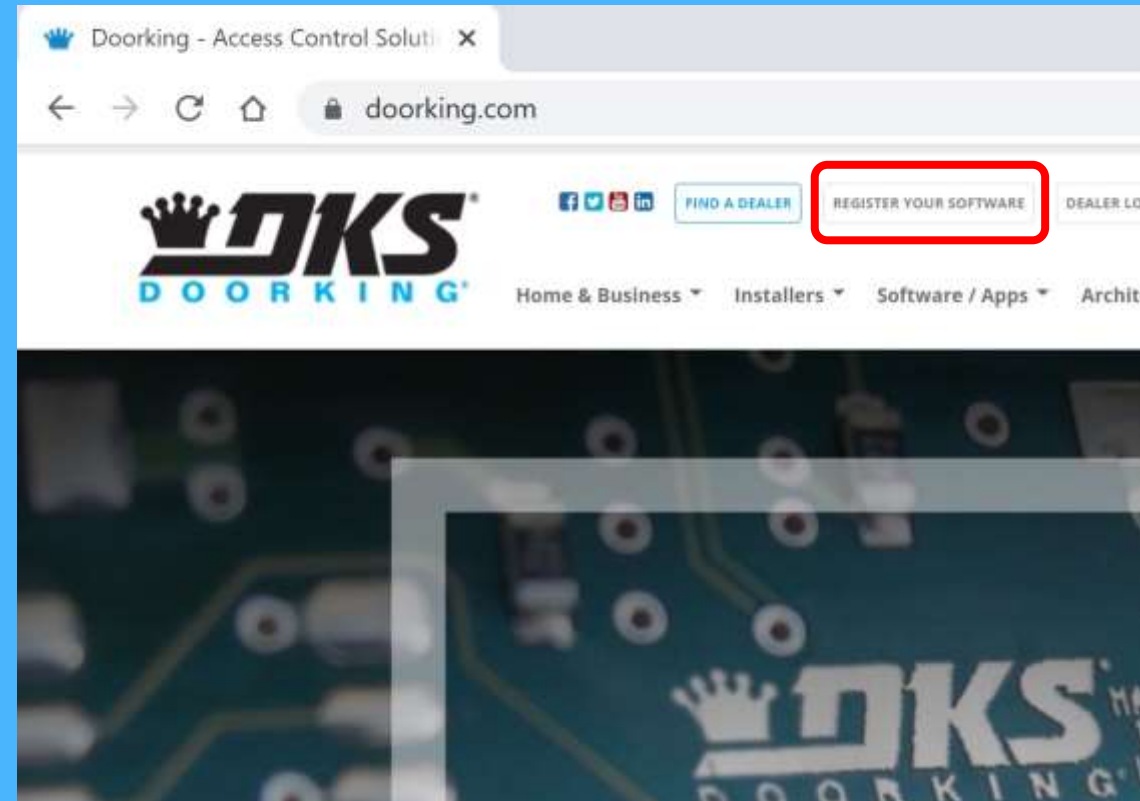 Doorking - Access Control Soluti
doorking.com
DKS
DOORKING
FIND A DEALER
REGISTER YOUR SOFTWARE
DEALER LO
Home & Business
Installers
Software / Apps
Archit
DKS
DOORKING